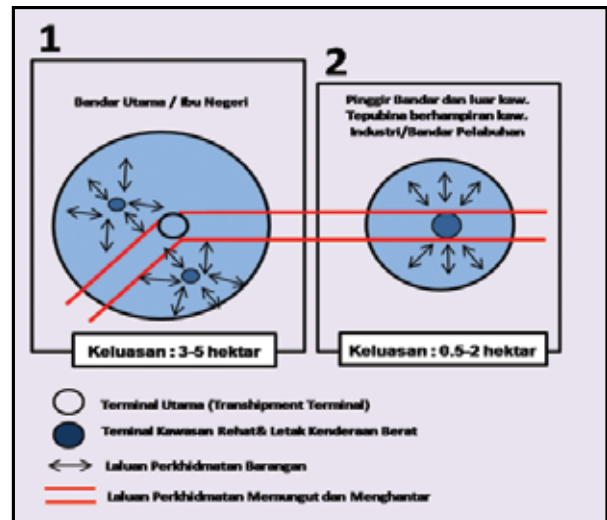 1
Bandar Utama / Ibu Negeri
Keluasan : 3-5 hektar
2
Pinggir Bandar dan luar kaw.
Tepubina berhampiran kaw.
Industri/Bandar Pelabuhan
Keluasan : 0.5-2 hektar
Terminal Utama (Transhipment Terminal)
Teminal Kawasan Rehat& Letak Kenderaan Berat
Laluan Perkhidmatan Barangan
Laluan Perkhidmatan Memungut dan Menghantar